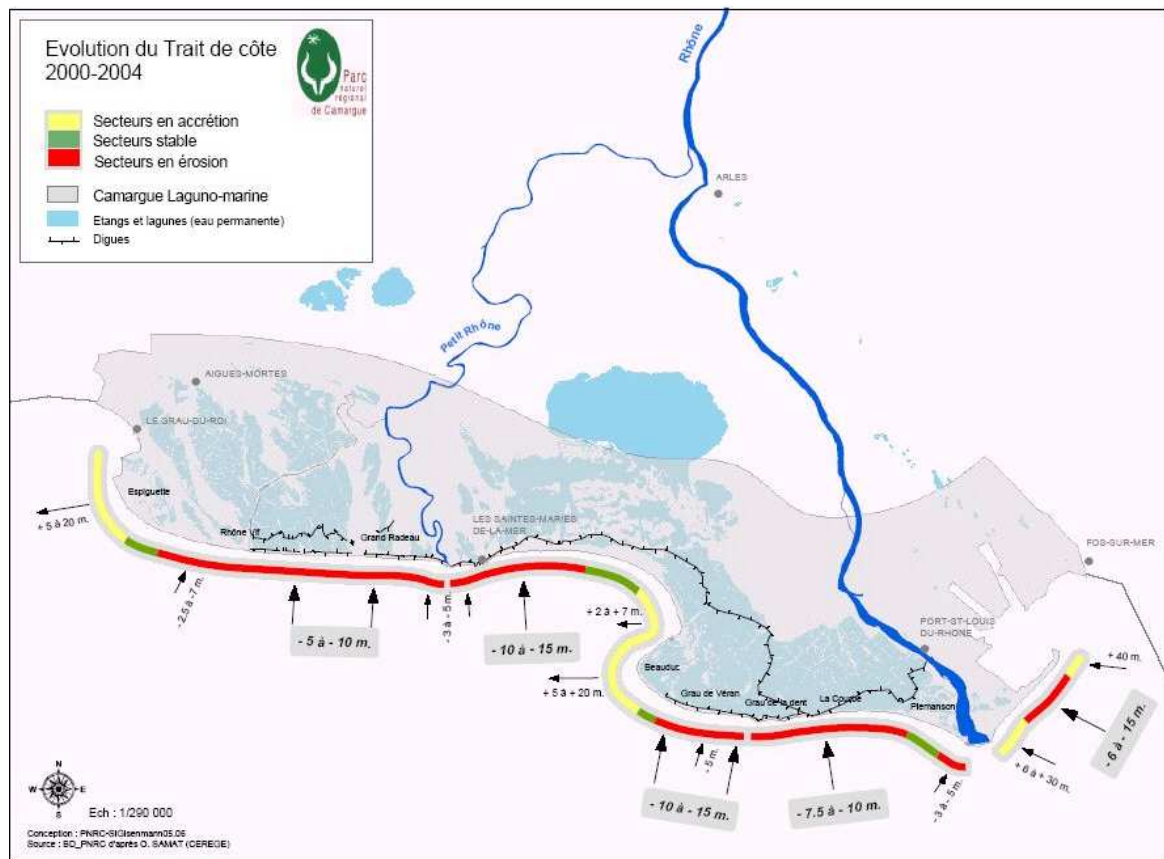 Evolution du Trait de côte
2000-2004
Parc
naturel
régional
de Camargue
Secteurs en accrétion
Secteurs stable
Secteurs en érosion
Camargue Laguno-marine
Etangs et lagunes (eau permanente)
Digues
Rhône
ARLES
Petit Rhône
AIGUES-MORTES
LE GRAU-DU-ROI
Espiguette
+ 5 à 20 m.
Rhône Vif
Grand Radeau
LES SAINTES-MARIES
DE-LA-MER
FOS-SUR-MER
- 2.5 à - 7 m.
- 5 à - 10 m.
- 3 à - 5 m.
- 10 à - 15 m.
+ 2 à + 7 m.
+ 5 à + 20 m.
Beauduc
Grau de Véran
Grau de la dent
La Courbe
PORT-ST-LOUIS
DU-RHONE
Piemanson
+ 40 m.
- 6 à - 15 m.
+ 6 à + 30 m.
- 5 m.
- 10 à - 15 m.
- 7.5 à - 10 m.
- 3 à - 5 m.
N
W
E
S
Ech : 1/290 000
Conception : PNRC-SIGIsenmann05.06
Source : BD_PNRC d'après O. SAMAT (CEREGE)